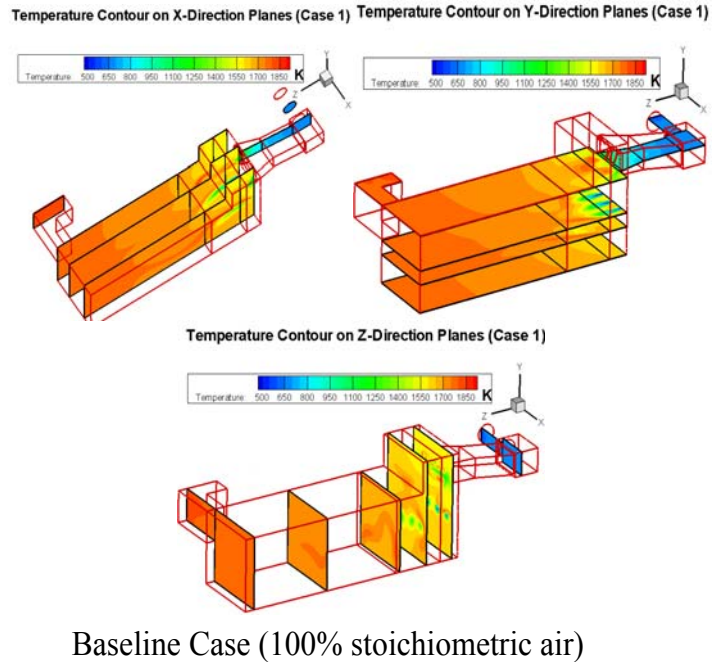 Temperature Contour on X-Direction Planes (Case 1)
Temperature 500 650 800 950 1100 1250 1400 1550 1700 1850 K
Y
Z
X
Temperature Contour on Y-Direction Planes (Case 1)
Temperature 500 650 800 950 1100 1250 1400 1550 1700 1850 K
Y
Z
X
Temperature Contour on Z-Direction Planes (Case 1)
Temperature 500 650 800 950 1100 1250 1400 1550 1700 1850 K
Y
Z
X
Baseline Case (100% stoichiometric air)